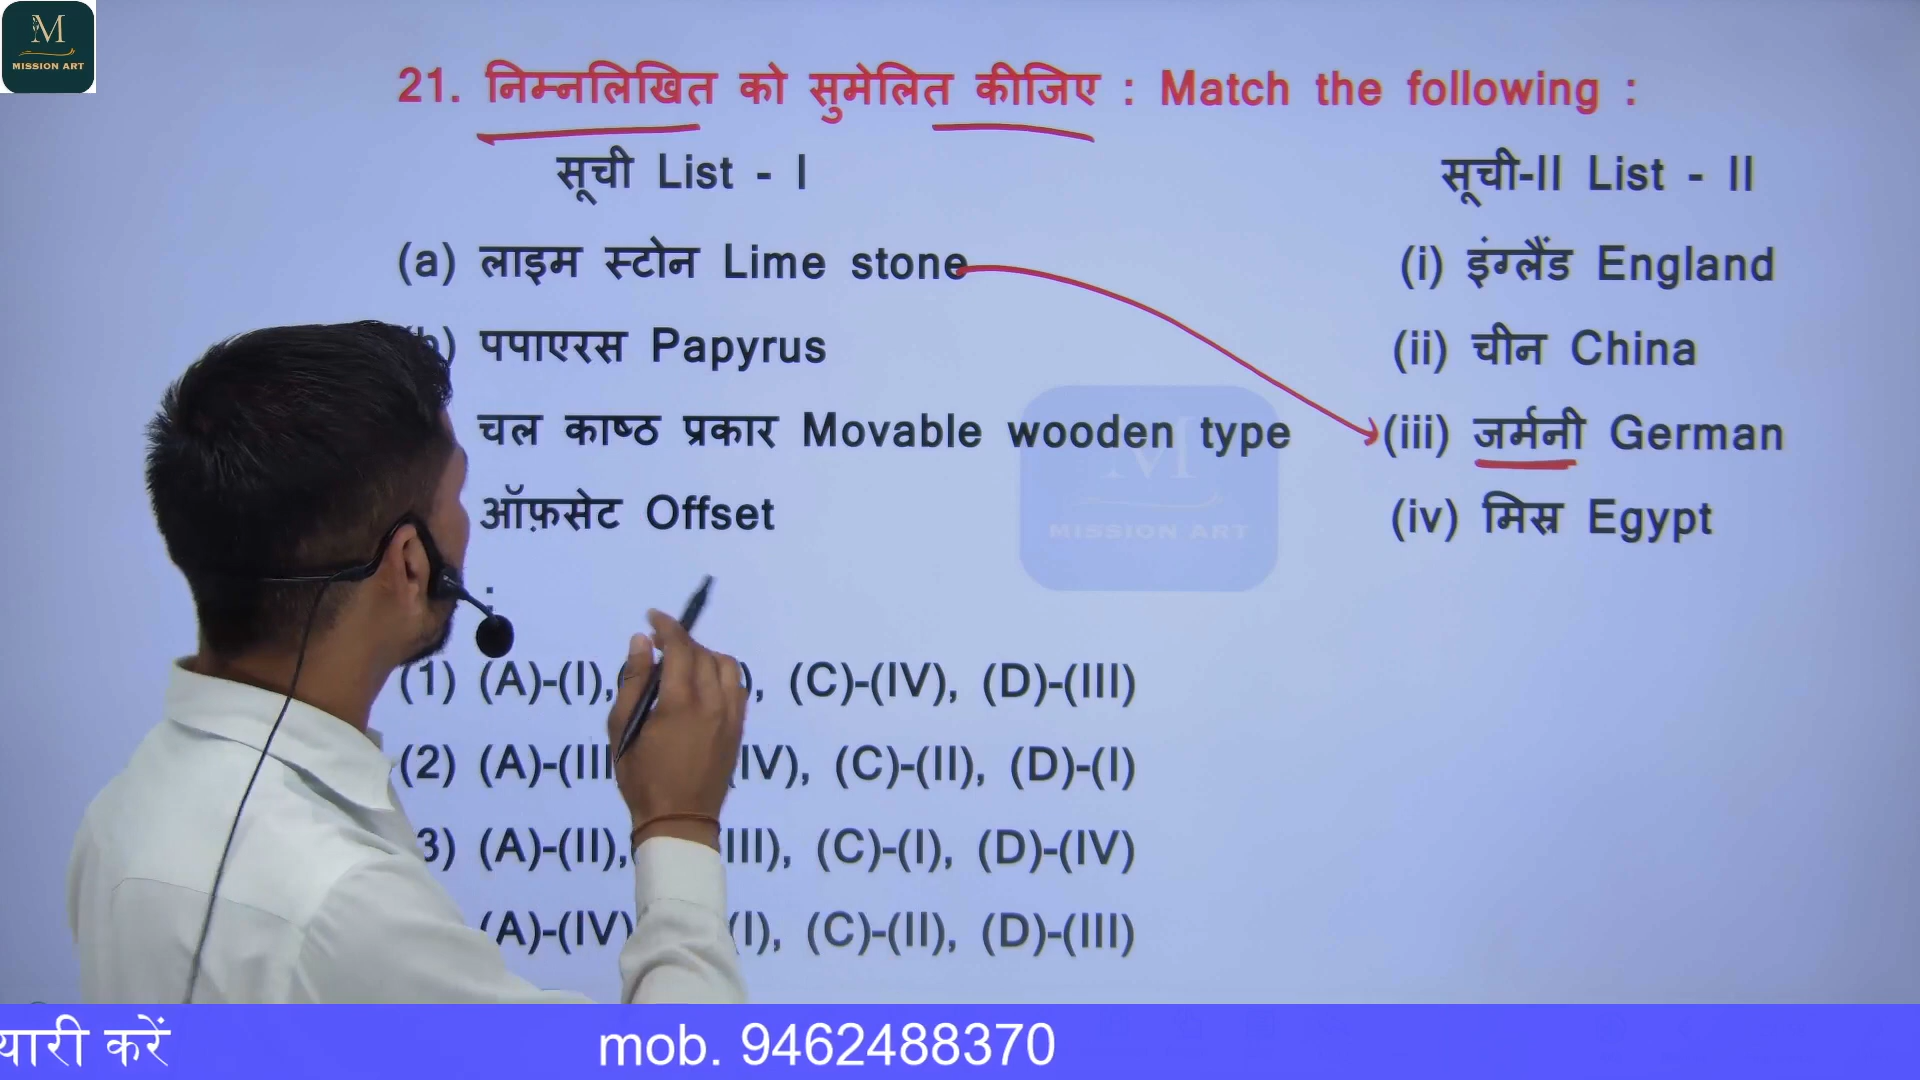 M
MISSION ART
21. निम्नलिखित को सुमेलित कीजिए : Match the following :
सूची List - I
सूची-II List - II
(a) लाइम स्टोन Lime stone
(i) इंग्लैंड England
पपाएरस Papyrus
(ii) चीन China
चल काष्ठ प्रकार Movable wooden type
(iii) जर्मनी German
ऑफ़सेट Offset
(iv) मिस्र Egypt
M
MISSION ART
:
(1) (A)-(I), (C)-(IV), (D)-(III)
(2) (A)-(III IV), (C)-(II), (D)-(I)
3) (A)-(II), III), (C)-(I), (D)-(IV)
(A)-(IV) (I), (C)-(II), (D)-(III)
यारी करें
mob. 9462488370